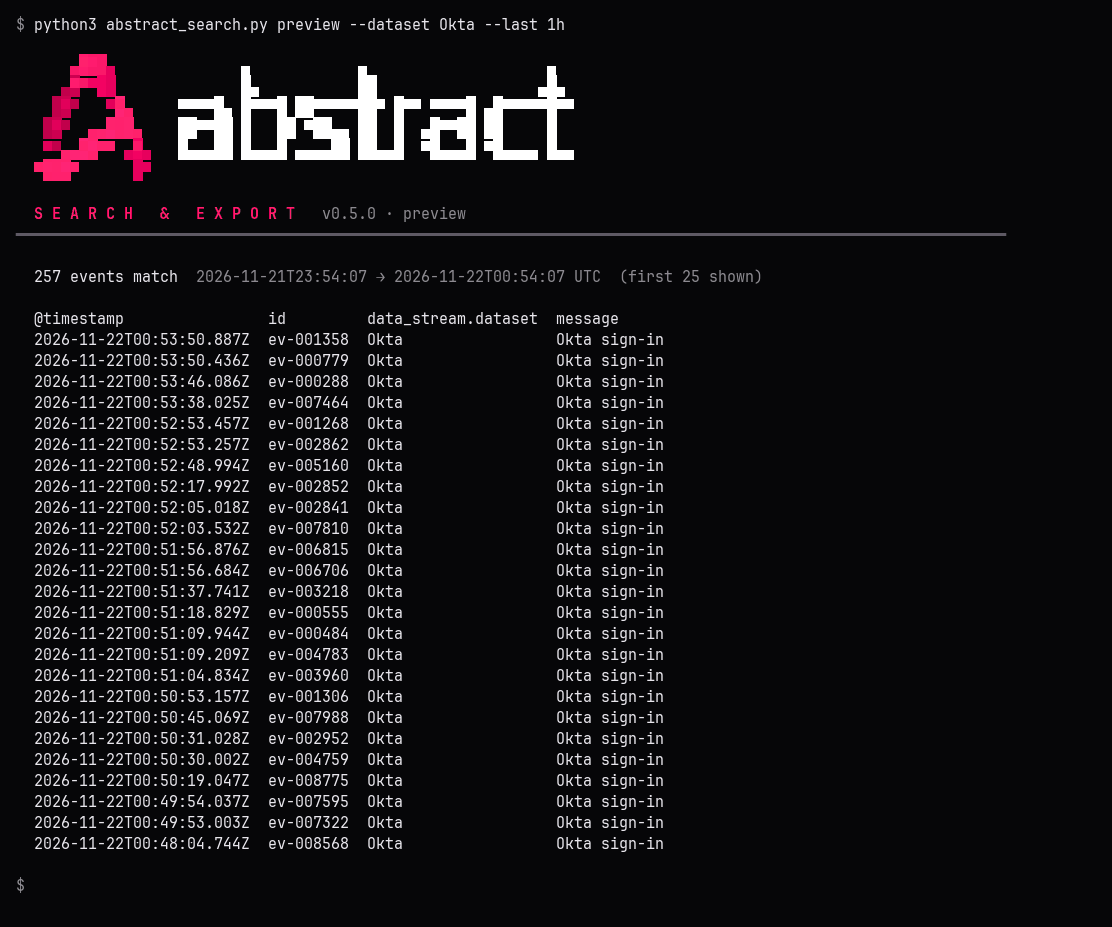 $ python3 abstract_search.py preview --dataset Okta --last 1h
abstract
SEARCH & EXPORT v0.5.0 · preview
257 events match 2026-11-21T23:54:07 → 2026-11-22T00:54:07 UTC (first 25 shown)
@timestamp id data_stream.dataset message
2026-11-22T00:53:50.887Z ev-001358 Okta Okta sign-in
2026-11-22T00:53:50.436Z ev-000779 Okta Okta sign-in
2026-11-22T00:53:46.086Z ev-000288 Okta Okta sign-in
2026-11-22T00:53:38.025Z ev-007464 Okta Okta sign-in
2026-11-22T00:52:53.457Z ev-001268 Okta Okta sign-in
2026-11-22T00:52:53.257Z ev-002862 Okta Okta sign-in
2026-11-22T00:52:48.994Z ev-005160 Okta Okta sign-in
2026-11-22T00:52:17.992Z ev-002852 Okta Okta sign-in
2026-11-22T00:52:05.018Z ev-002841 Okta Okta sign-in
2026-11-22T00:52:03.532Z ev-007810 Okta Okta sign-in
2026-11-22T00:51:56.876Z ev-006815 Okta Okta sign-in
2026-11-22T00:51:56.684Z ev-006706 Okta Okta sign-in
2026-11-22T00:51:37.741Z ev-003218 Okta Okta sign-in
2026-11-22T00:51:18.829Z ev-000555 Okta Okta sign-in
2026-11-22T00:51:09.944Z ev-000484 Okta Okta sign-in
2026-11-22T00:51:09.209Z ev-004783 Okta Okta sign-in
2026-11-22T00:51:04.834Z ev-003960 Okta Okta sign-in
2026-11-22T00:50:53.157Z ev-001306 Okta Okta sign-in
2026-11-22T00:50:45.069Z ev-007988 Okta Okta sign-in
2026-11-22T00:50:31.028Z ev-002952 Okta Okta sign-in
2026-11-22T00:50:30.002Z ev-004759 Okta Okta sign-in
2026-11-22T00:50:19.047Z ev-008775 Okta Okta sign-in
2026-11-22T00:49:54.037Z ev-007595 Okta Okta sign-in
2026-11-22T00:49:53.003Z ev-007322 Okta Okta sign-in
2026-11-22T00:48:04.744Z ev-008568 Okta Okta sign-in
$